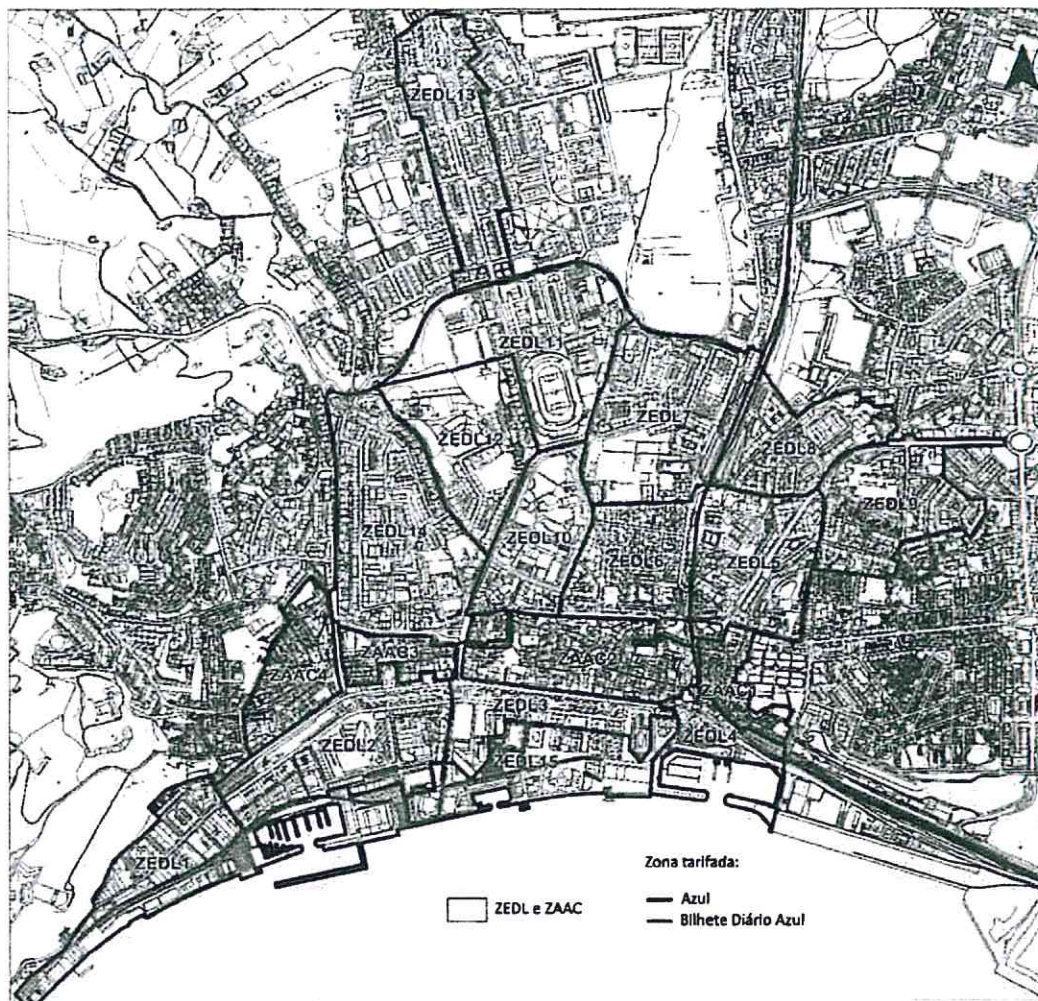 ZEDL13
ZEDL11
ZEDL12
ZEDL7
ZEDL8
ZEDL9
ZEDL14
ZEDL10
ZEDL6
ZEDL5
ZAAC3
ZAAC2
ZAAC4
ZAAC1
ZEDL3
ZEDL4
ZEDL2
ZEDL15
ZEDL1
Zona tarifada:
ZEDL e ZAAC
Azul
Bilhete Diário Azul